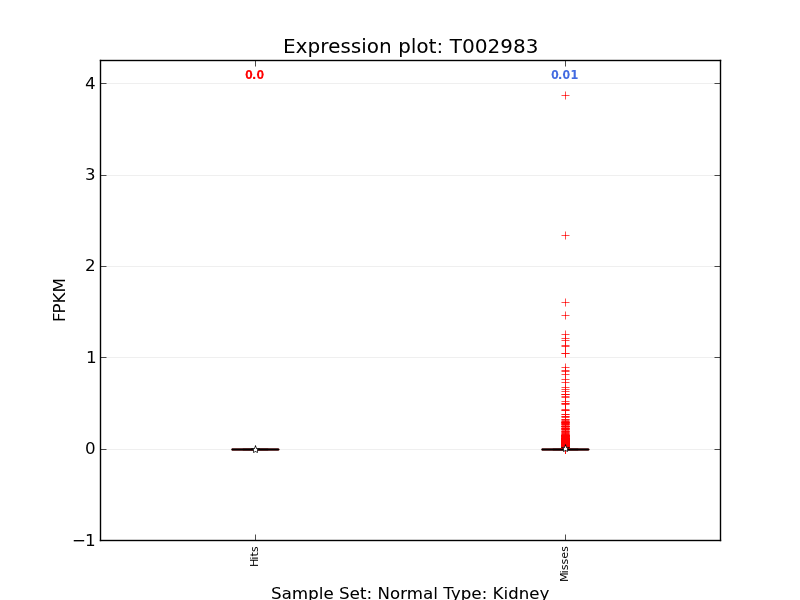 Expression plot: T002983
0.0
0.01
4
3
2
1
0
−1
FPKM
Hits
Misses
Sample Set: Normal Type: Kidney